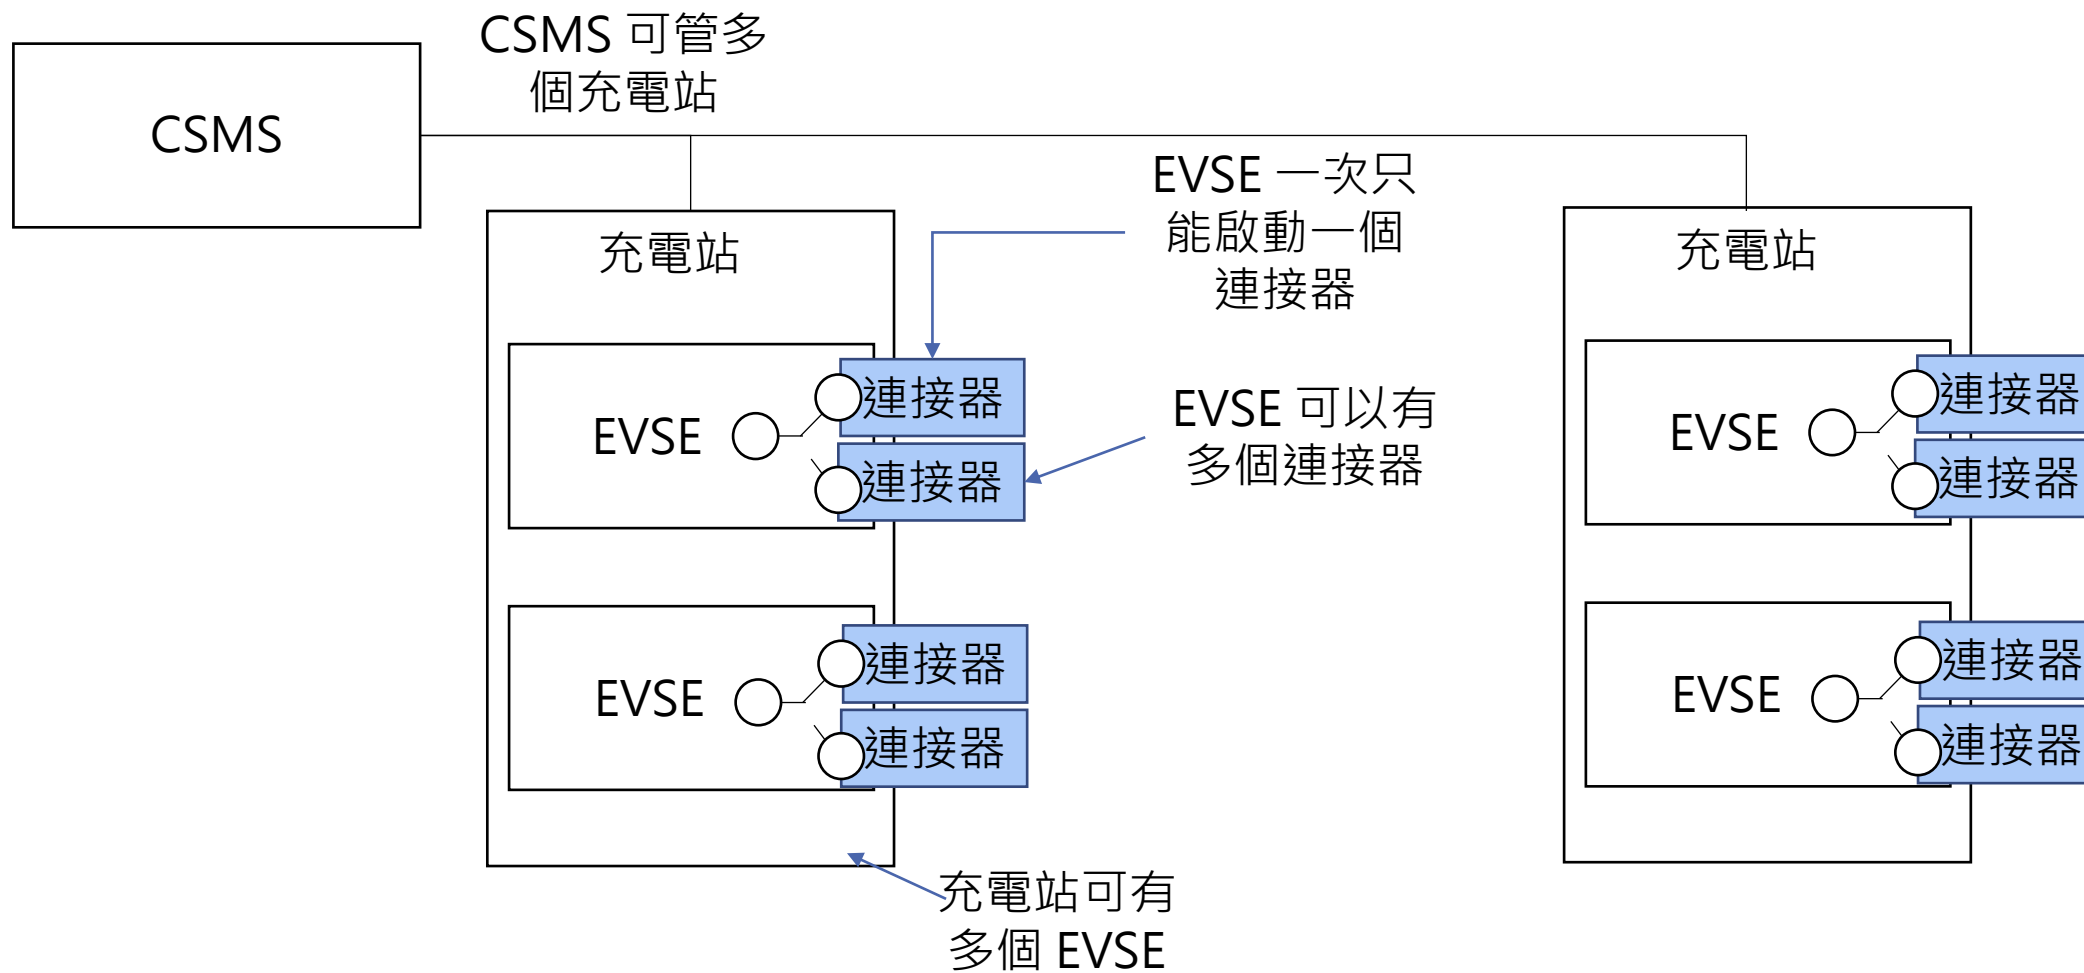 CSMS 可管多
個充電站
CSMS
EVSE 一次只
能啟動一個
連接器
充電站
充電站
連接器
EVSE
連接器
EVSE 可以有
多個連接器
連接器
EVSE
連接器
連接器
EVSE
連接器
連接器
EVSE
連接器
充電站可有
多個 EVSE